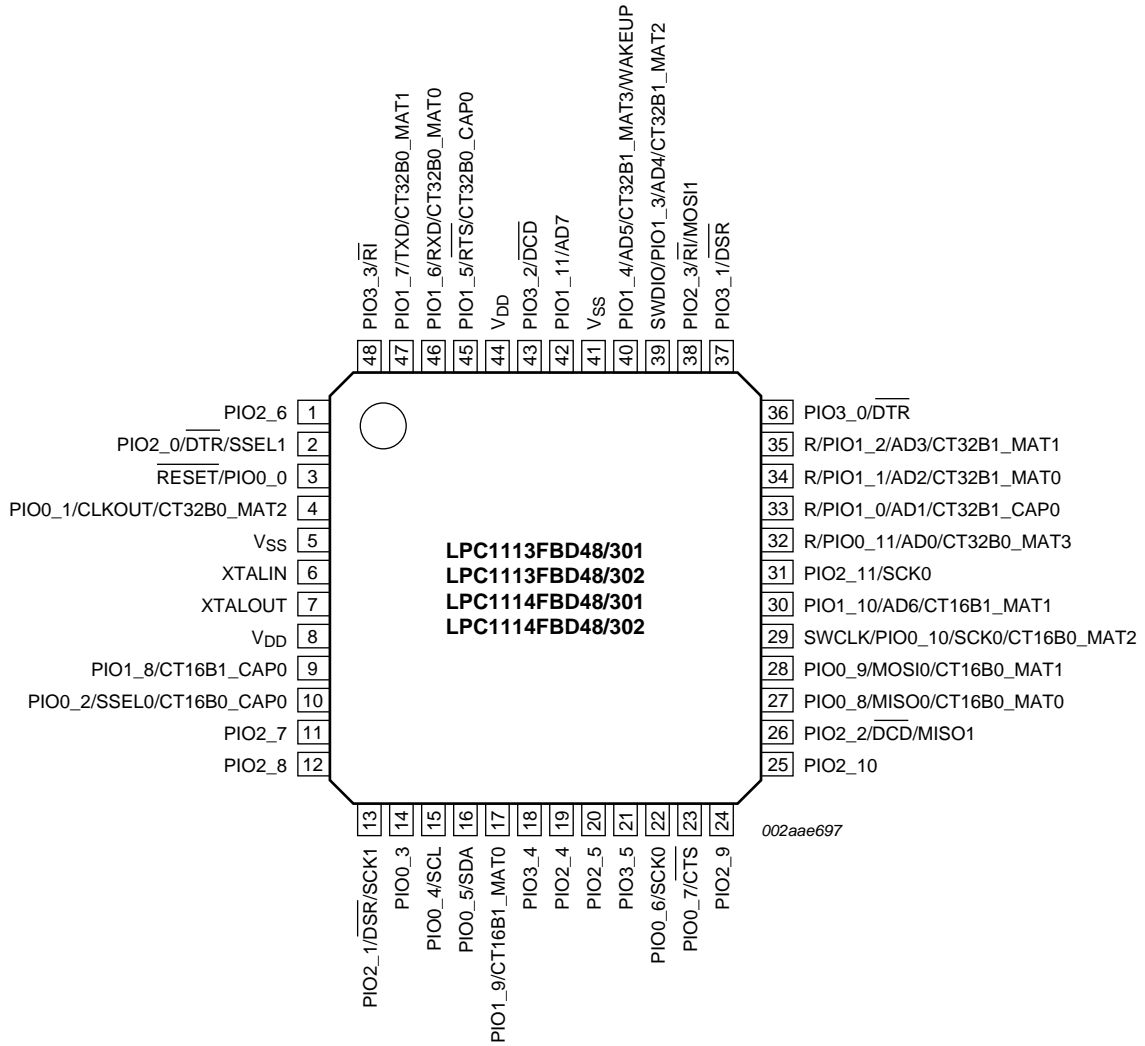 PIO3_3/RI
PIO1_7/TXD/CT32B0_MAT1
PIO1_6/RXD/CT32B0_MAT0
PIO1_5/RTS/CT32B0_CAP0
VDD
PIO3_2/DCD
PIO1_11/AD7
VSS
PIO1_4/AD5/CT32B1_MAT3/WAKEUP
SWDIO/PIO1_3/AD4/CT32B1_MAT2
PIO2_3/RI/MOSI1
PIO3_1/DSR
48
47
46
45
44
43
42
41
40
39
38
37
PIO2_6 1
PIO2_0/DTR/SSEL1 2
RESET/PIO0_0 3
PIO0_1/CLKOUT/CT32B0_MAT2 4
VSS 5
XTALIN 6
XTALOUT 7
VDD 8
PIO1_8/CT16B1_CAP0 9
PIO0_2/SSEL0/CT16B0_CAP0 10
PIO2_7 11
PIO2_8 12
LPC1113FBD48/301
LPC1113FBD48/302
LPC1114FBD48/301
LPC1114FBD48/302
36 PIO3_0/DTR
35 R/PIO1_2/AD3/CT32B1_MAT1
34 R/PIO1_1/AD2/CT32B1_MAT0
33 R/PIO1_0/AD1/CT32B1_CAP0
32 R/PIO0_11/AD0/CT32B0_MAT3
31 PIO2_11/SCK0
30 PIO1_10/AD6/CT16B1_MAT1
29 SWCLK/PIO0_10/SCK0/CT16B0_MAT2
28 PIO0_9/MOSI0/CT16B0_MAT1
27 PIO0_8/MISO0/CT16B0_MAT0
26 PIO2_2/DCD/MISO1
25 PIO2_10
13
14
15
16
17
18
19
20
21
22
23
24
PIO2_1/DSR/SCK1
PIO0_3
PIO0_4/SCL
PIO0_5/SDA
PIO1_9/CT16B1_MAT0
PIO3_4
PIO2_4
PIO2_5
PIO3_5
PIO0_6/SCK0
PIO0_7/CTS
PIO2_9
002aae697